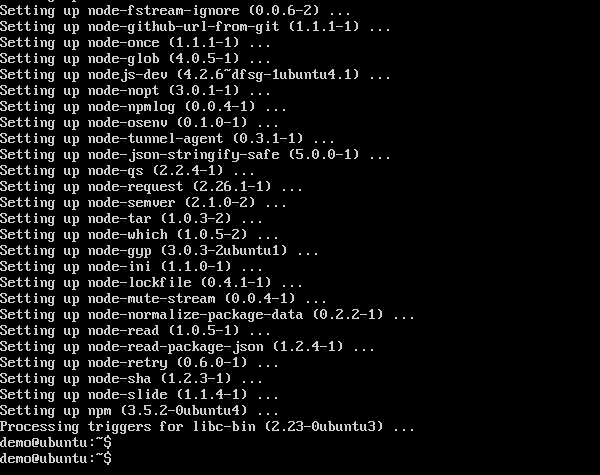 Setting up node-fstream-ignore (0.0.6-2) ...
Setting up node-github-url-from-git (1.1.1-1) ...
Setting up node-once (1.1.1-1) ...
Setting up node-glob (4.0.5-1) ...
Setting up nodejs-dev (4.2.6~dfsg-1ubuntu4.1) ...
Setting up node-nopt (3.0.1-1) ...
Setting up node-npmlog (0.0.4-1) ...
Setting up node-osenv (0.1.0-1) ...
Setting up node-tunnel-agent (0.3.1-1) ...
Setting up node-json-stringify-safe (5.0.0-1) ...
Setting up node-qs (2.2.4-1) ...
Setting up node-request (2.26.1-1) ...
Setting up node-semver (2.1.0-2) ...
Setting up node-tar (1.0.3-2) ...
Setting up node-which (1.0.5-2) ...
Setting up node-gyp (3.0.3-2ubuntu1) ...
Setting up node-ini (1.1.0-1) ...
Setting up node-lockfile (0.4.1-1) ...
Setting up node-mute-stream (0.0.4-1) ...
Setting up node-normalize-package-data (0.2.2-1) ...
Setting up node-read (1.0.5-1) ...
Setting up node-read-package-json (1.2.4-1) ...
Setting up node-retry (0.6.0-1) ...
Setting up node-sha (1.2.3-1) ...
Setting up node-slide (1.1.4-1) ...
Setting up npm (3.5.2-0ubuntu4) ...
Processing triggers for libc-bin (2.23-0ubuntu3) ...
demo@ubuntu:~$
demo@ubuntu:~$